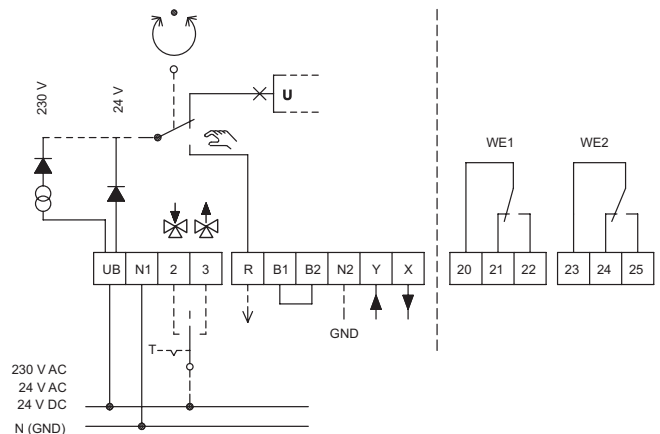 230 V
24 V
U
WE1
WE2
UB N1 2 3 R B1 B2 N2 Y X
20 21 22 23 24 25
GND
T
230 V AC
24 V AC
24 V DC
N (GND)